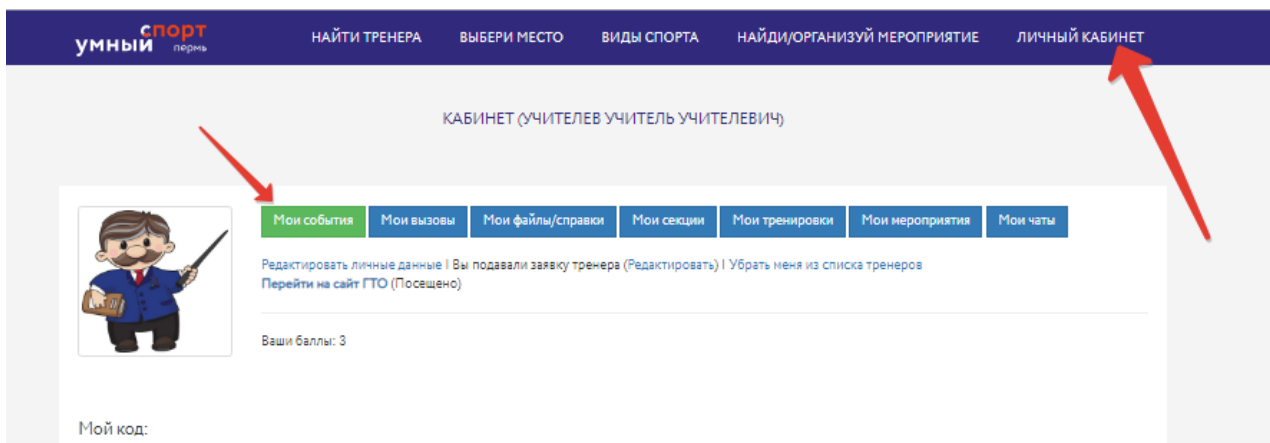 умный спорт пермь
НАЙТИ ТРЕНЕРА ВЫБЕРИ МЕСТО ВИДЫ СПОРТА НАЙДИ/ОРГАНИЗУЙ МЕРОПРИЯТИЕ ЛИЧНЫЙ КАБИНЕТ
КАБИНЕТ (УЧИТЕЛЕВ УЧИТЕЛЬ УЧИТЕЛЕВИЧ)
Мои события Мои вызовы Мои файлы/справки Мои секции Мои тренировки Мои мероприятия Мои чаты
Редактировать личные данные | Вы подавали заявку тренера (Редактировать) | Убрать меня из списка тренеров
Перейти на сайт ГТО (Посещено)
Ваши баллы: 3
Мой код: